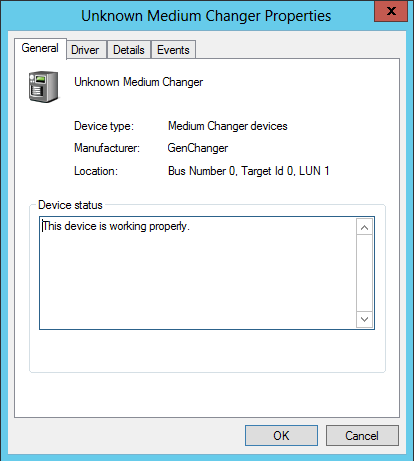 Unknown Medium Changer Properties
x
General Driver Details Events
Unknown Medium Changer
Device type: Medium Changer devices
Manufacturer: GenChanger
Location: Bus Number 0, Target Id 0, LUN 1
Device status
This device is working properly.
OK Cancel